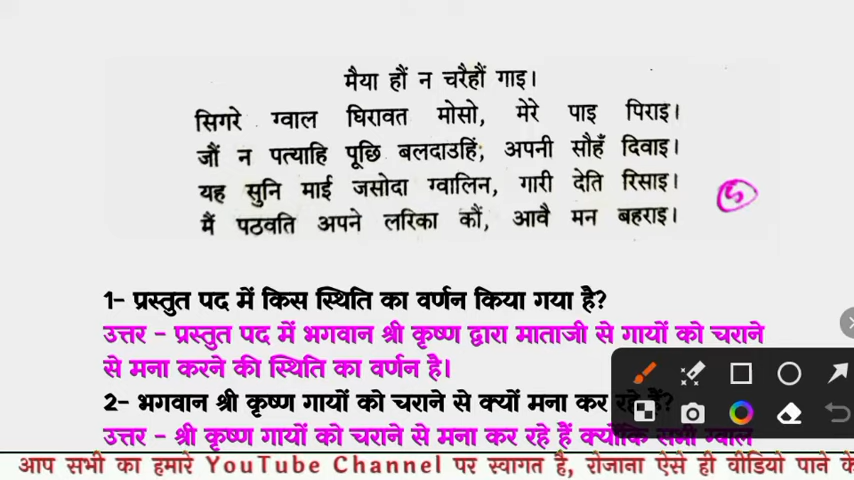 मैया हौं न चरैहौं गाइ।
सिगरे ग्वाल घिरावत मोसो, मेरे पाइ पिराइ।
जौं न पत्याहि पूछि बलदाउहिं, अपनी सौहँ दिवाइ।
यह सुनि माई जसोदा ग्वालिन, गारी देति रिसाइ।
मैं पठवति अपने लरिका कौं, आवै मन बहराइ।
5
1- प्रस्तुत पद में किस स्थिति का वर्णन किया गया है?
उत्तर - प्रस्तुत पद में भगवान श्री कृष्ण द्वारा माताजी से गायों को चराने
से मना करने की स्थिति का वर्णन है।
2- भगवान श्री कृष्ण गायों को चराने से क्यों मना कर रहे हैं?
उत्तर - श्री कृष्ण गायों को चराने से मना कर रहे हैं क्योंकि सभी ग्वाल
आप सभी का हमारे YouTube Channel पर स्वागत है, रोजाना ऐसे ही वीडियो पाने के